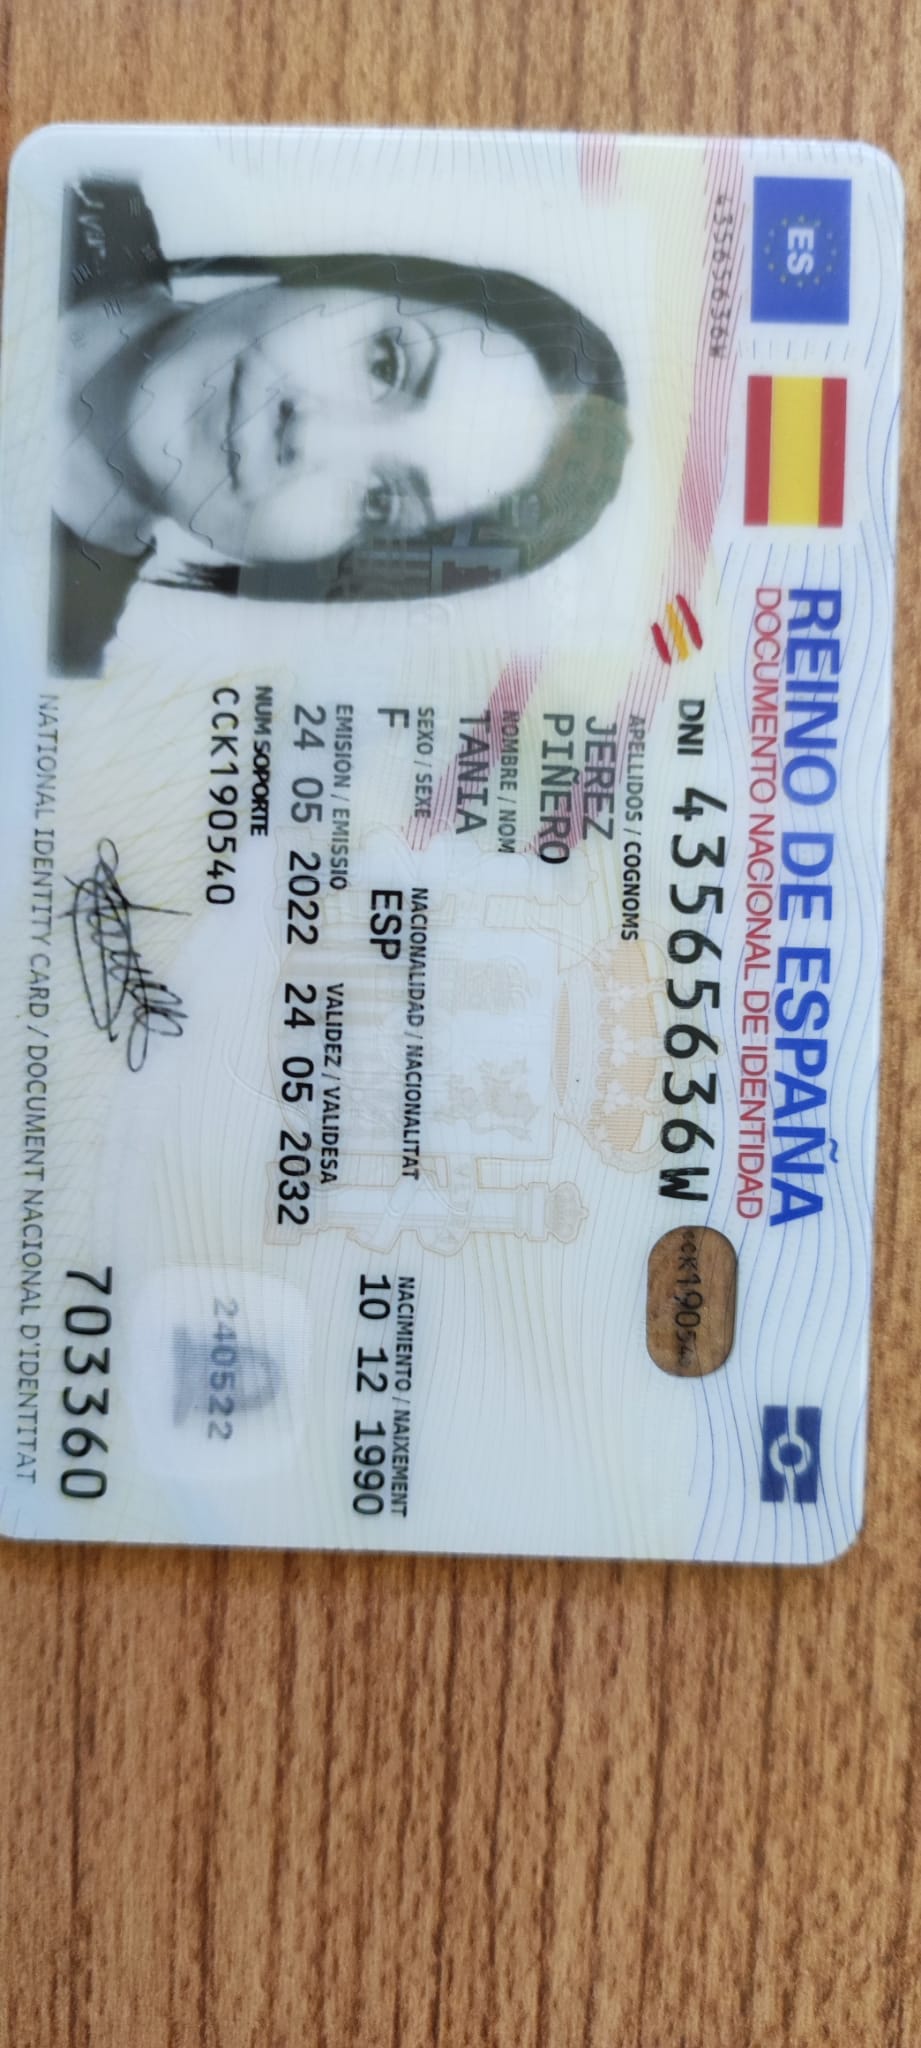 ES
REINO DE ESPAÑA
DOCUMENTO NACIONAL DE IDENTIDAD
43565636W
DNI 43565636W
CCK190540
APELLIDOS / COGNOMS
JEREZ
PIÑERO
NOMBRE / NOM
TANIA
SEXO / SEXE NACIONALIDAD / NACIONALITAT NACIMIENTO / NAIXEMENT
F ESP 10 12 1990
EMISIÓN / EMISSIÓ VALIDEZ / VALIDESA
24 05 2022 24 05 2032
NUM SOPORTE
CCK190540
240522
703360
NATIONAL IDENTITY CARD / DOCUMENT NACIONAL D'IDENTITAT